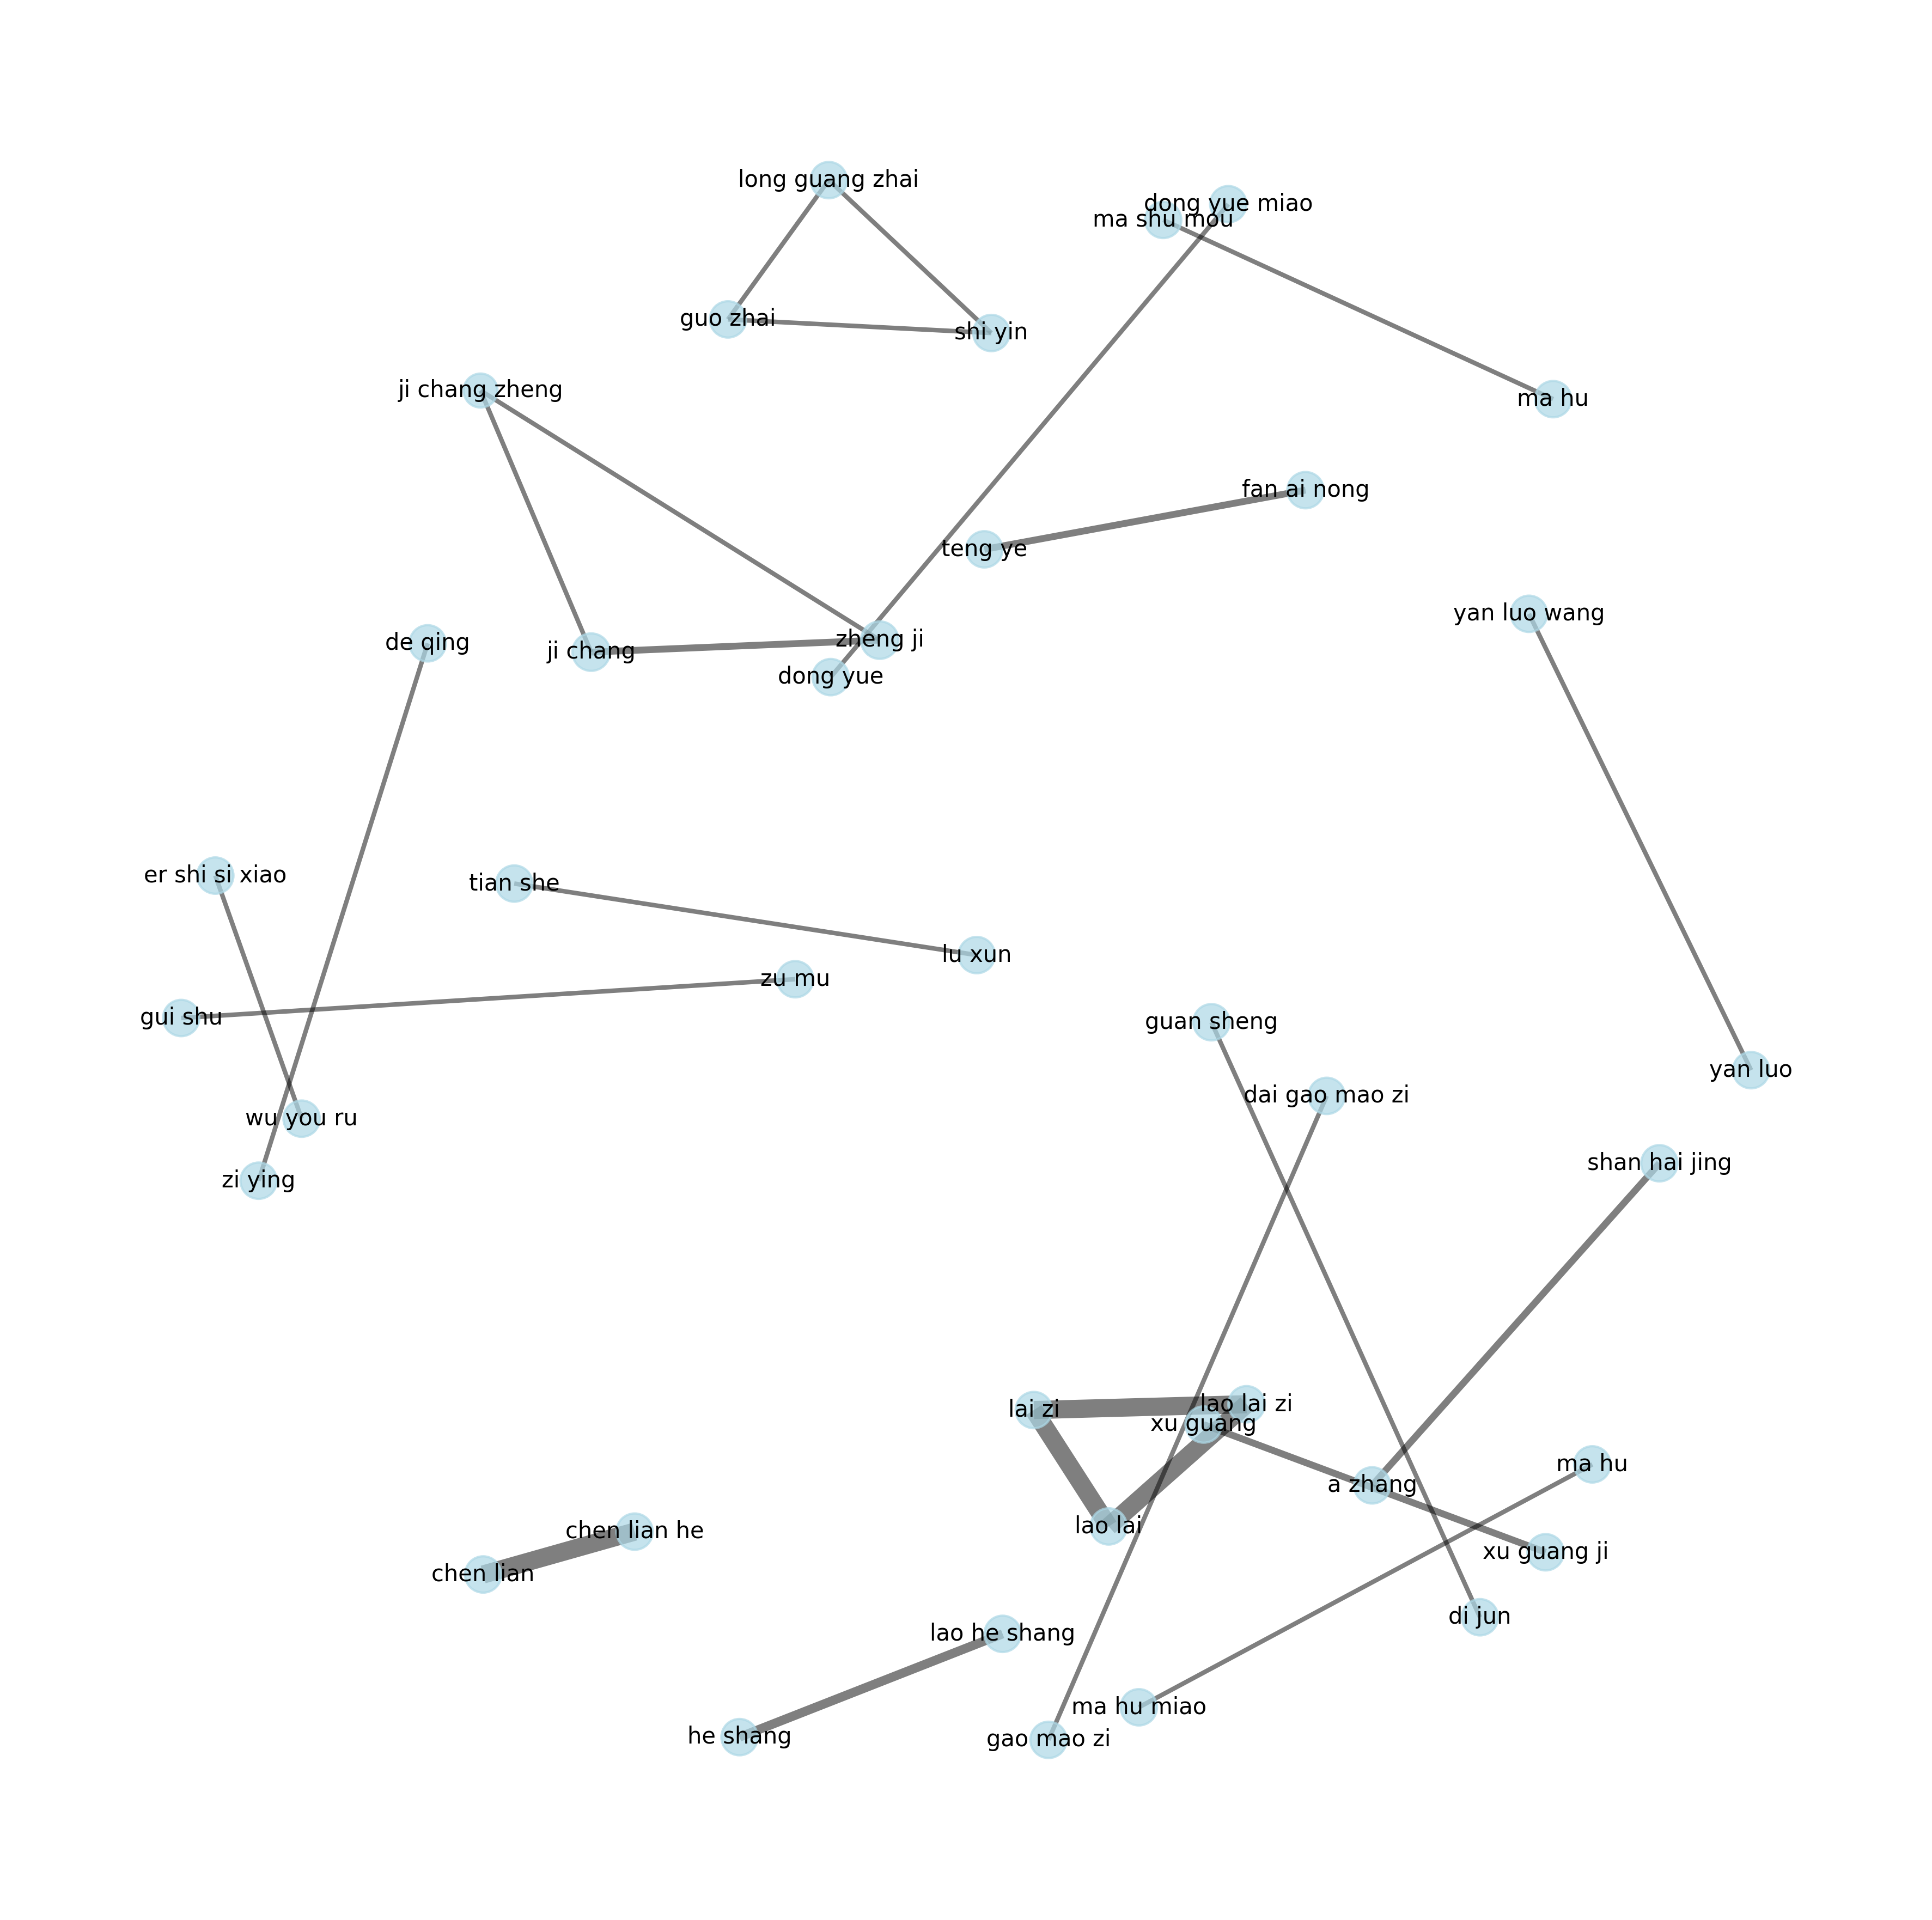 long guang zhai
dong yue miao
ma shu mou
guo zhai
shi yin
ji chang zheng
ma hu
fan ai nong
teng ye
yan luo wang
de qing
ji chang
zheng ji
dong yue
er shi si xiao
tian she
lu xun
zu mu
gui shu
guan sheng
yan luo
dai gao mao zi
wu you ru
shan hai jing
zi ying
lao lai zi
lai zi
xu guang
ma hu
a zhang
lao lai
chen lian he
xu guang ji
chen lian
di jun
lao he shang
ma hu miao
he shang
gao mao zi